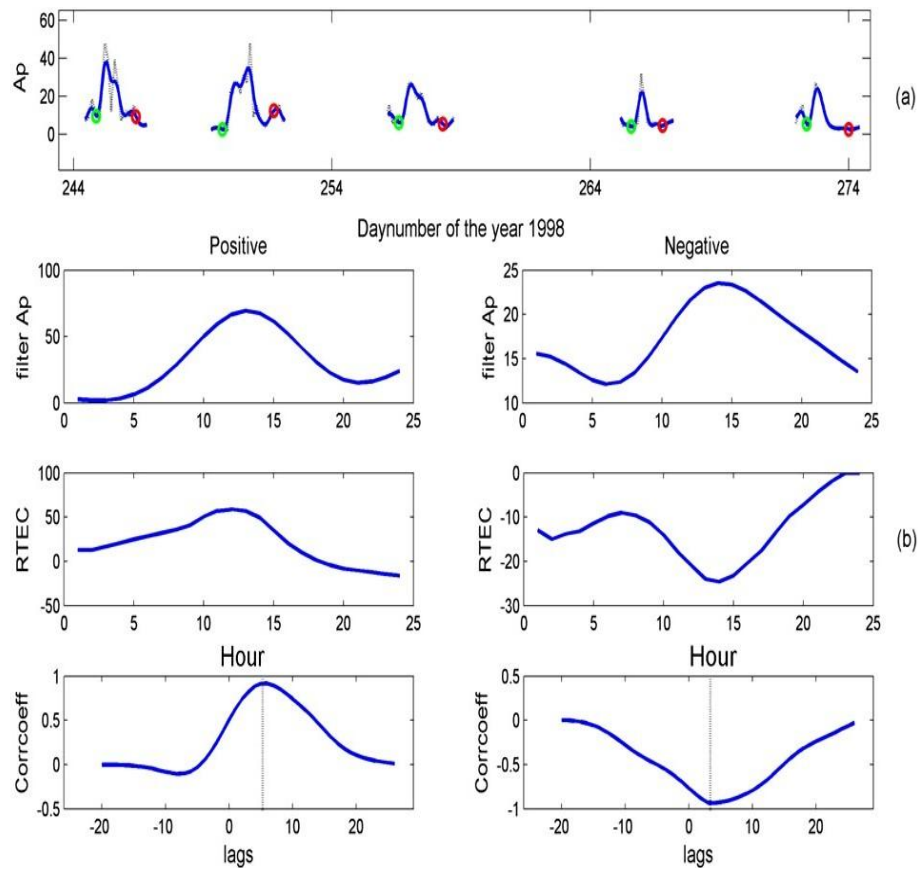 60
40
20
0
Ap
(a)
244 254 264 274
Daynumber of the year 1998
Positive Negative
100
50
0
filter Ap
0 5 10 15 20 25
25
20
15
10
filter Ap
0 5 10 15 20 25
100
50
0
-50
RTEC
0 5 10 15 20 25
0
-10
-20
-30
RTEC
0 5 10 15 20 25
(b)
Hour Hour
1
0.5
0
-0.5
Corrcoeff
-20 -10 0 10 20
lags
0.5
0
-0.5
-1
Corrcoeff
-20 -10 0 10 20
lags